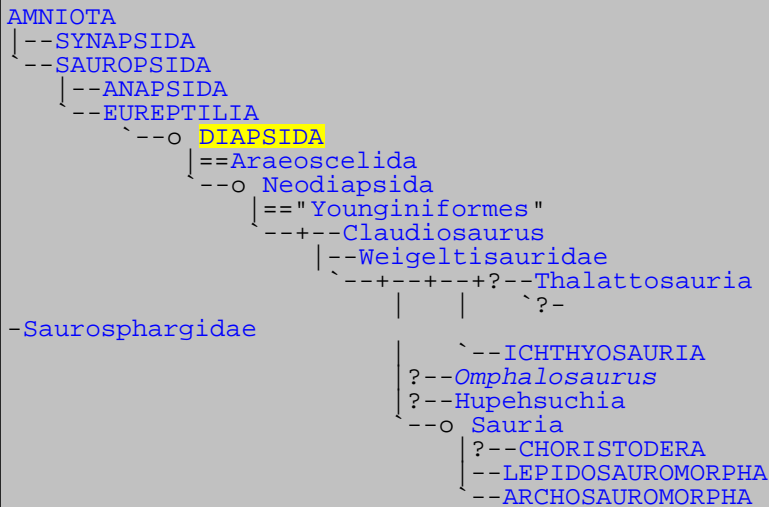 AMNIOTA
|--SYNAPSIDA
`--SAUROPSIDA
   |--ANAPSIDA
   `--EUREPTILIA
       `--o DIAPSIDA
           |==Araeoscelida
           `--o Neodiapsida
               |=="Younginiformes"
               `--+--Claudiosaurus
                   |--Weigeltisauridae
                   `--+--+--+?--Thalattosauria
                       |   |   `?-
-Saurosphargidae
                       |   `--ICHTHYOSAURIA
                       |?--Omphalosaurus
                       |?--Hupehsuchia
                       `--o Sauria
                           |?--CHORISTODERA
                           |--LEPIDOSAUROMORPHA
                           `--ARCHOSAUROMORPHA